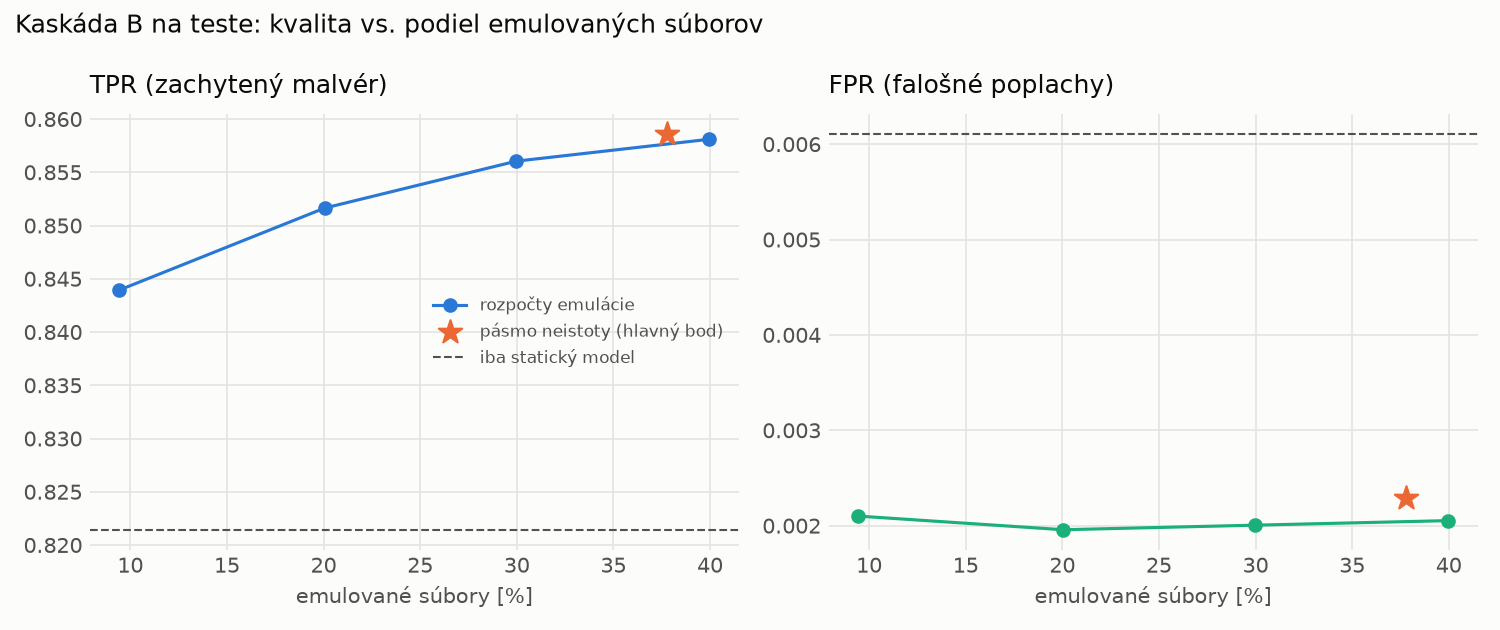 Kaskáda B na teste: kvalita vs. podiel emulovaných súborov
TPR (zachytený malvér)
0.860
0.855
0.850
0.845
0.840
0.835
0.830
0.825
0.820
rozpočty emulácie
pásmo neistoty (hlavný bod)
iba statický model
10 15 20 25 30 35 40
emulované súbory [%]
FPR (falošné poplachy)
0.006
0.005
0.004
0.003
0.002
10 15 20 25 30 35 40
emulované súbory [%]